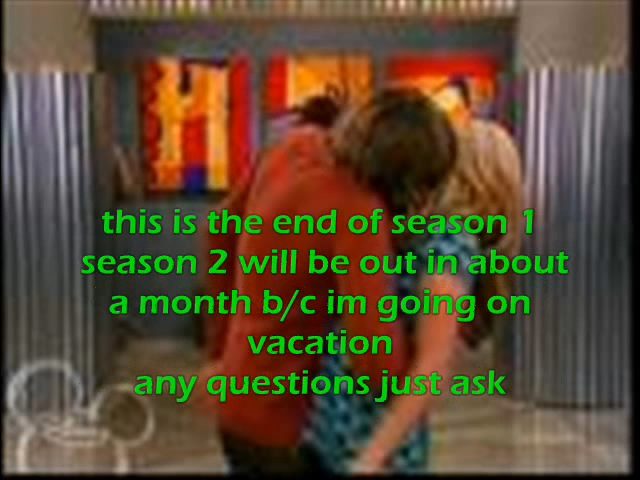 this is the end of season 1
season 2 will be out in about
a month b/c im going on
vacation
any questions just ask